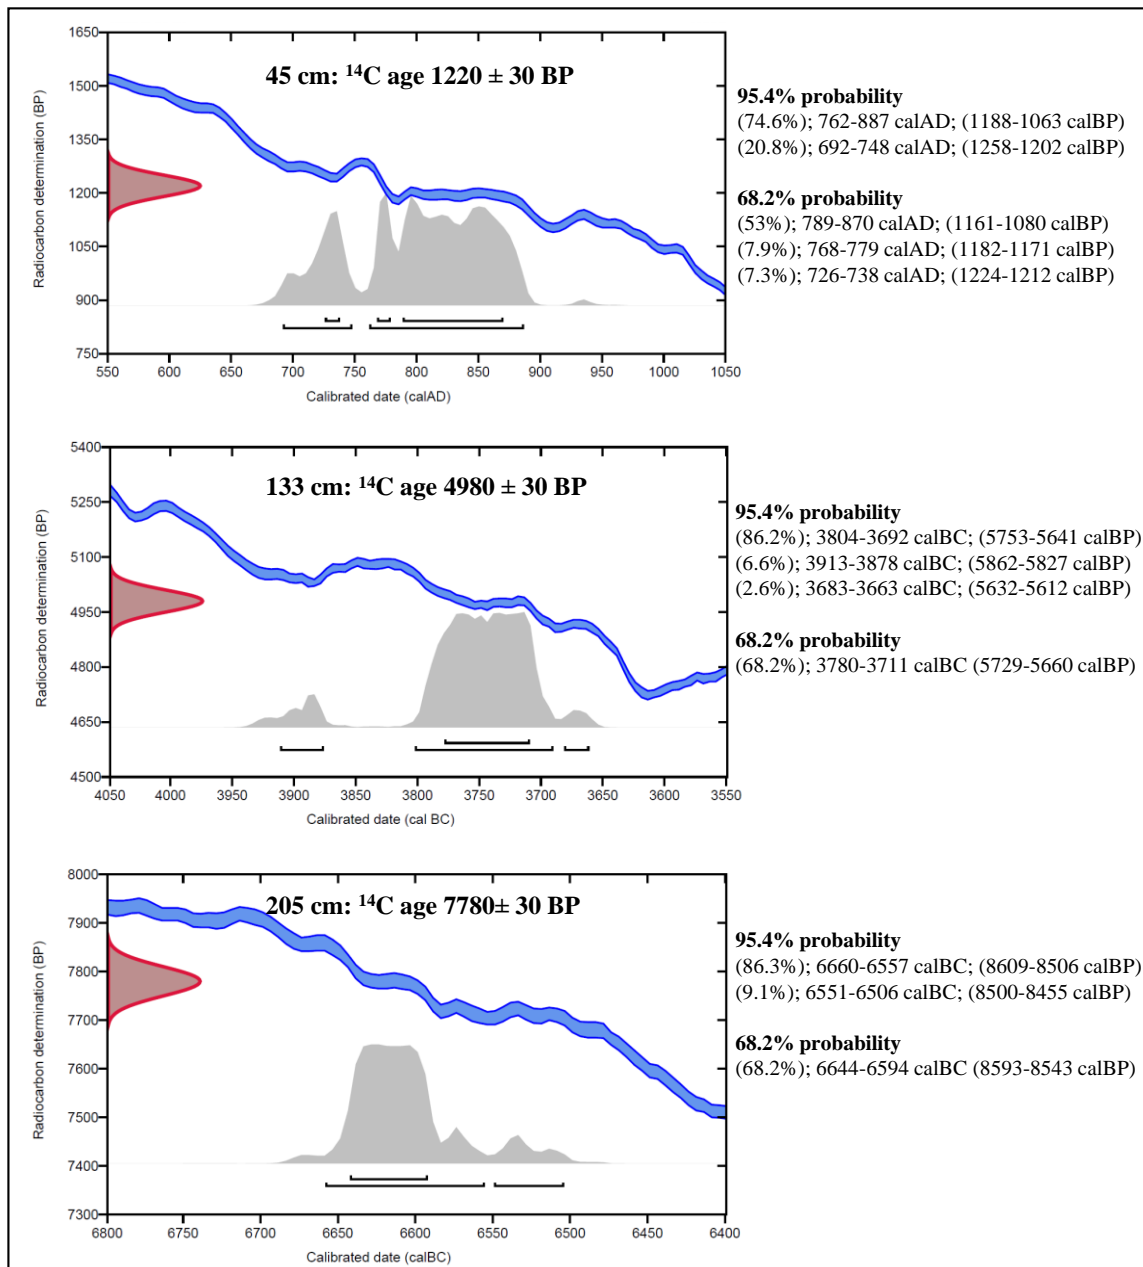 45 cm: ¹⁴C age 1220 ± 30 BP
Radiocarbon determination (BP)
1650
1500
1350
1200
1050
900
750
550 600 650 700 750 800 850 900 950 1000 1050
Calibrated date (calAD)
95.4% probability
(74.6%); 762-887 calAD; (1188-1063 calBP)
(20.8%); 692-748 calAD; (1258-1202 calBP)
68.2% probability
(53%); 789-870 calAD; (1161-1080 calBP)
(7.9%); 768-779 calAD; (1182-1171 calBP)
(7.3%); 726-738 calAD; (1224-1212 calBP)
133 cm: ¹⁴C age 4980 ± 30 BP
Radiocarbon determination (BP)
5400
5250
5100
4950
4800
4650
4500
4050 4000 3950 3900 3850 3800 3750 3700 3650 3600 3550
Calibrated date (cal BC)
95.4% probability
(86.2%); 3804-3692 calBC; (5753-5641 calBP)
(6.6%); 3913-3878 calBC; (5862-5827 calBP)
(2.6%); 3683-3663 calBC; (5632-5612 calBP)
68.2% probability
(68.2%); 3780-3711 calBC (5729-5660 calBP)
205 cm: ¹⁴C age 7780± 30 BP
Radiocarbon determination (BP)
8000
7900
7800
7700
7600
7500
7400
7300
6800 6750 6700 6650 6600 6550 6500 6450 6400
Calibrated date (calBC)
95.4% probability
(86.3%); 6660-6557 calBC; (8609-8506 calBP)
(9.1%); 6551-6506 calBC; (8500-8455 calBP)
68.2% probability
(68.2%); 6644-6594 calBC (8593-8543 calBP)